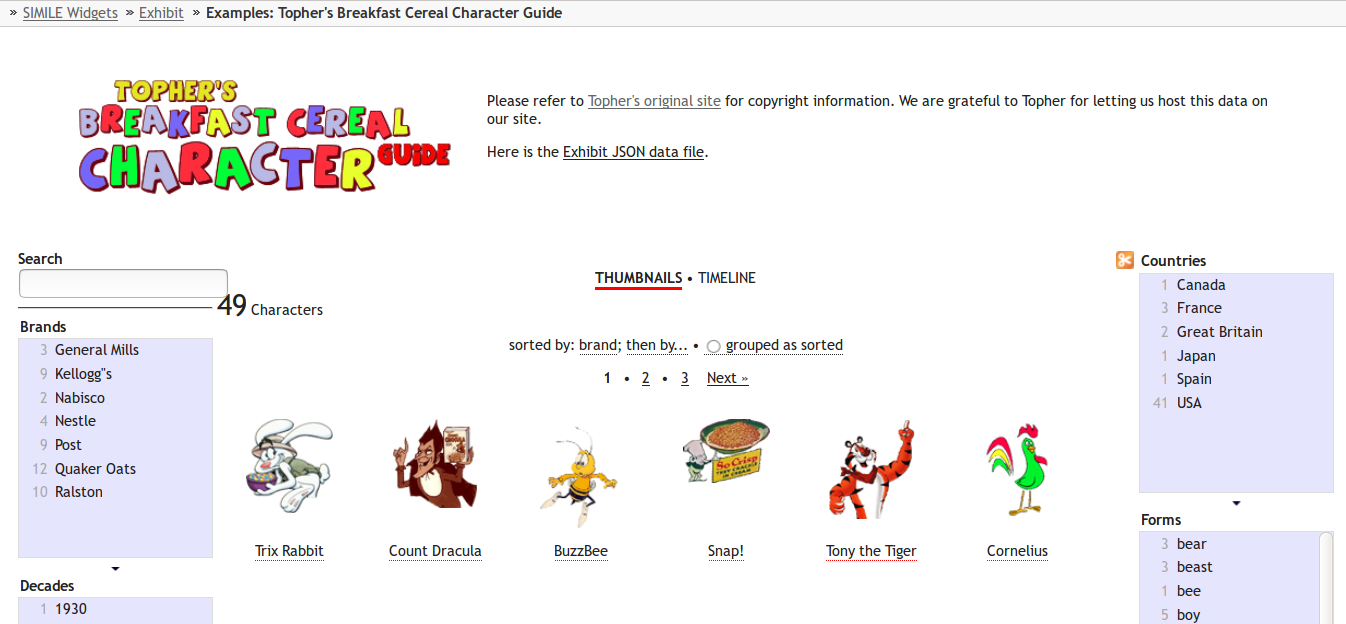 » SIMILE Widgets » Exhibit » Examples: Topher's Breakfast Cereal Character Guide
TOPHER'S
BREAKFAST CEREAL
CHARACTER GUIDE
Please refer to Topher's original site for copyright information. We are grateful to Topher for letting us host this data on
our site.
Here is the Exhibit JSON data file.
Search
49 Characters
Brands
3 General Mills
9 Kellogg"s
2 Nabisco
4 Nestle
9 Post
12 Quaker Oats
10 Ralston
Decades
1 1930
THUMBNAILS • TIMELINE
sorted by: brand; then by... • grouped as sorted
1 • 2 • 3 Next »
So Crisp
Trix Rabbit
Count Dracula
BuzzBee
Snap!
Tony the Tiger
Cornelius
Countries
1 Canada
3 France
2 Great Britain
1 Japan
1 Spain
41 USA
Forms
3 bear
3 beast
1 bee
5 boy